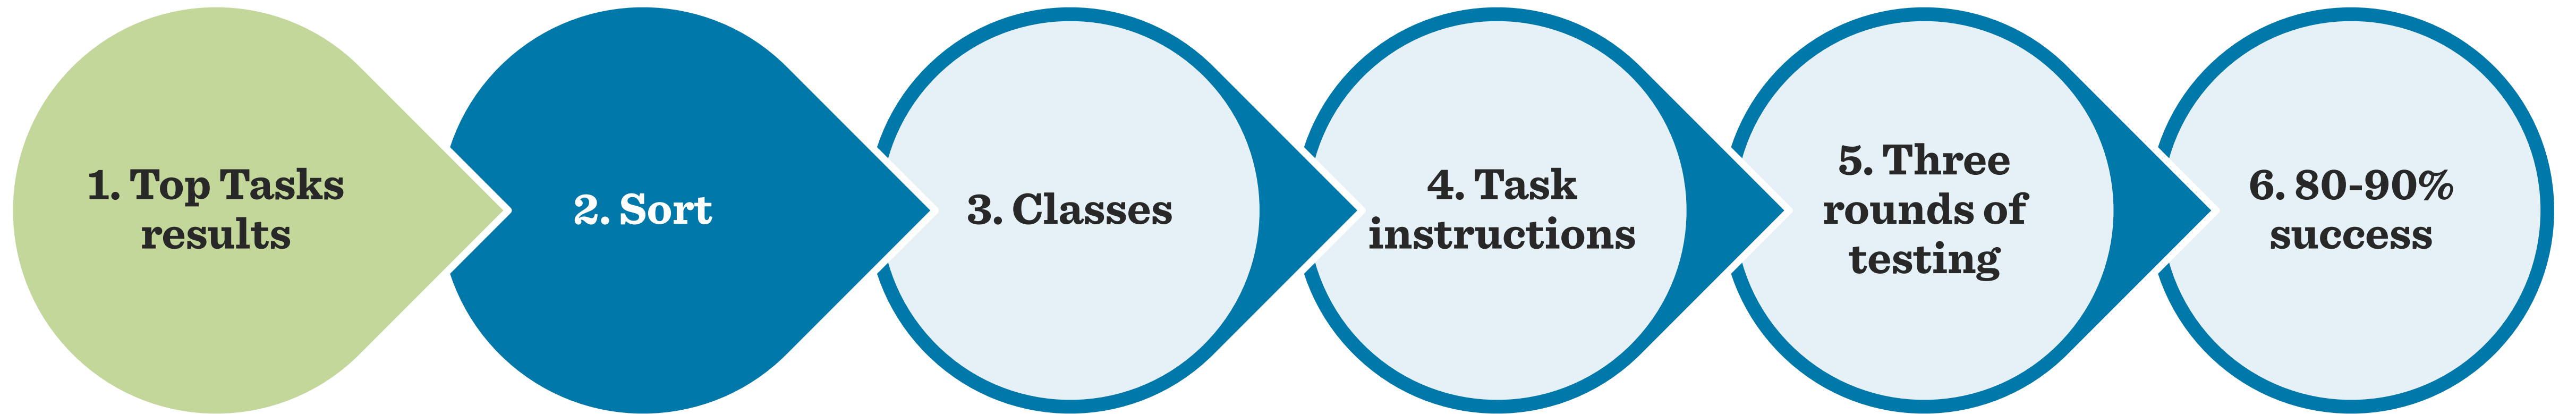 1. Top Tasks
results
2. Sort
3. Classes
4. Task
instructions
5. Three
rounds of
testing
6. 80-90%
success